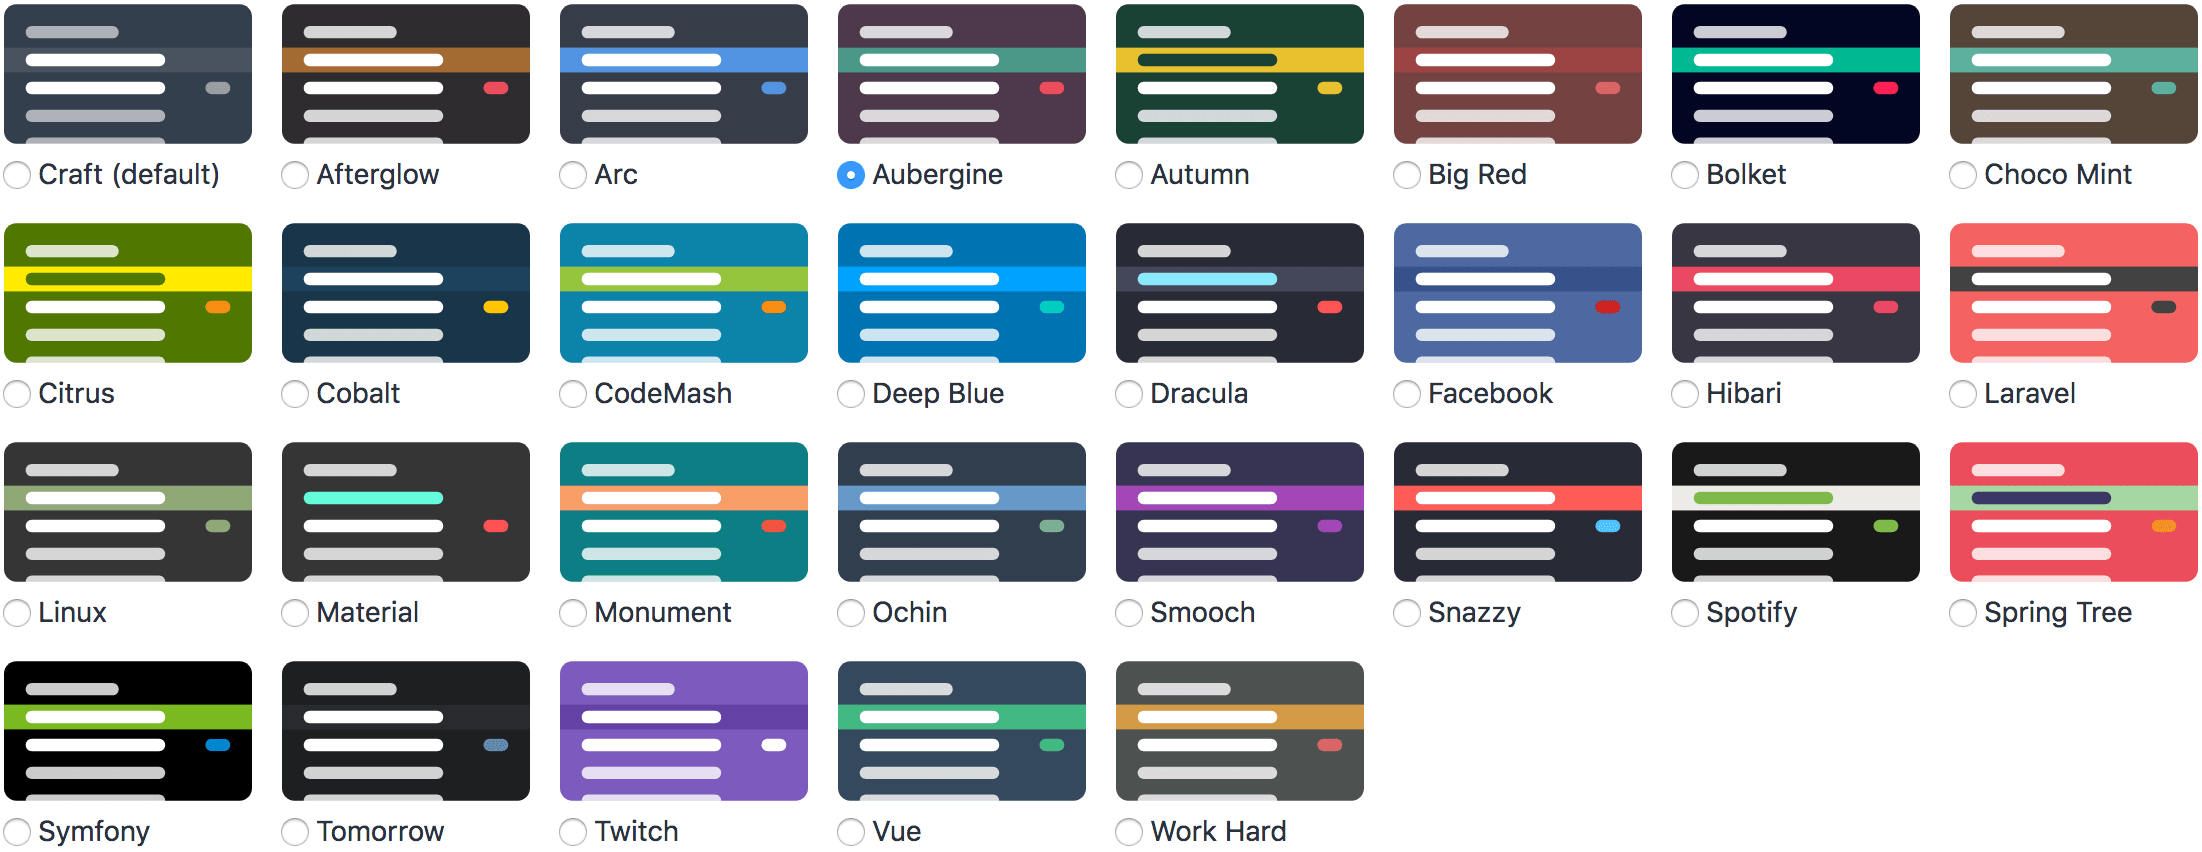 Craft (default) Afterglow Arc Aubergine Autumn Big Red Bolket Choco Mint
Citrus Cobalt CodeMash Deep Blue Dracula Facebook Hibari Laravel
Linux Material Monument Ochin Smooch Snazzy Spotify Spring Tree
Symfony Tomorrow Twitch Vue Work Hard